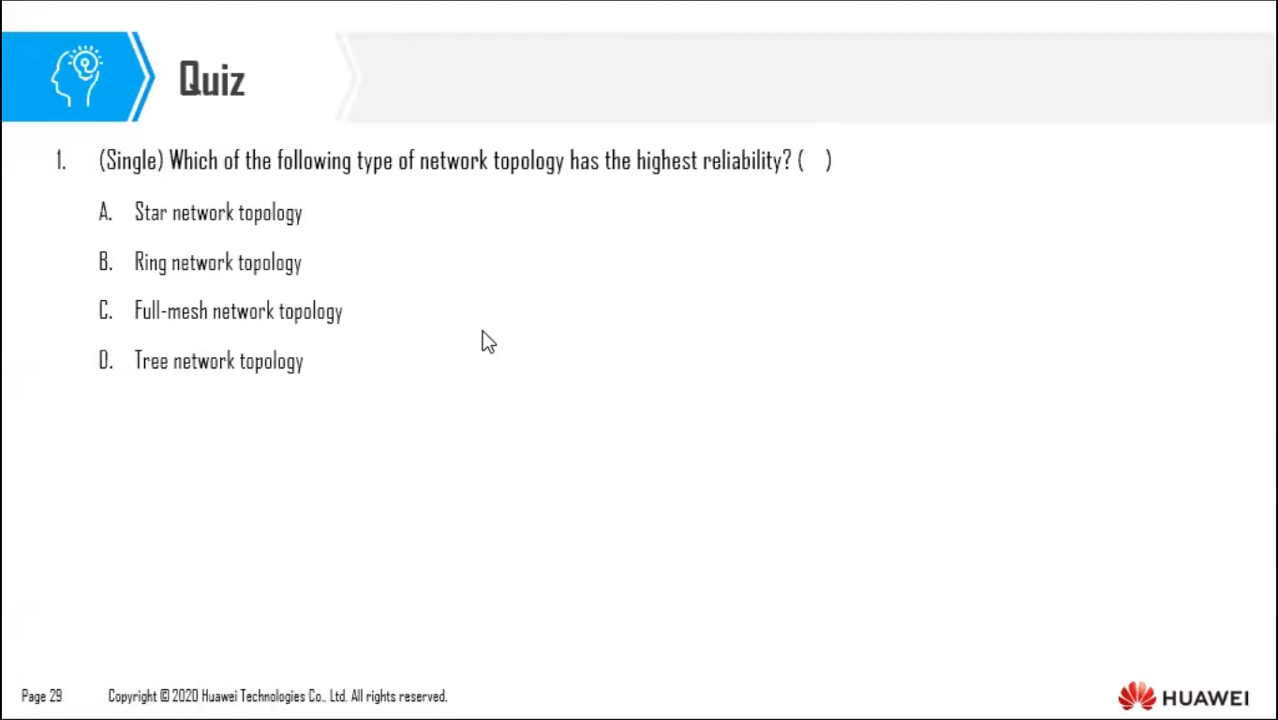 Quiz
1. (Single) Which of the following type of network topology has the highest reliability? ( )
A. Star network topology
B. Ring network topology
C. Full-mesh network topology
D. Tree network topology
Page 29 Copyright © 2020 Huawei Technologies Co., Ltd. All rights reserved.
HUAWEI